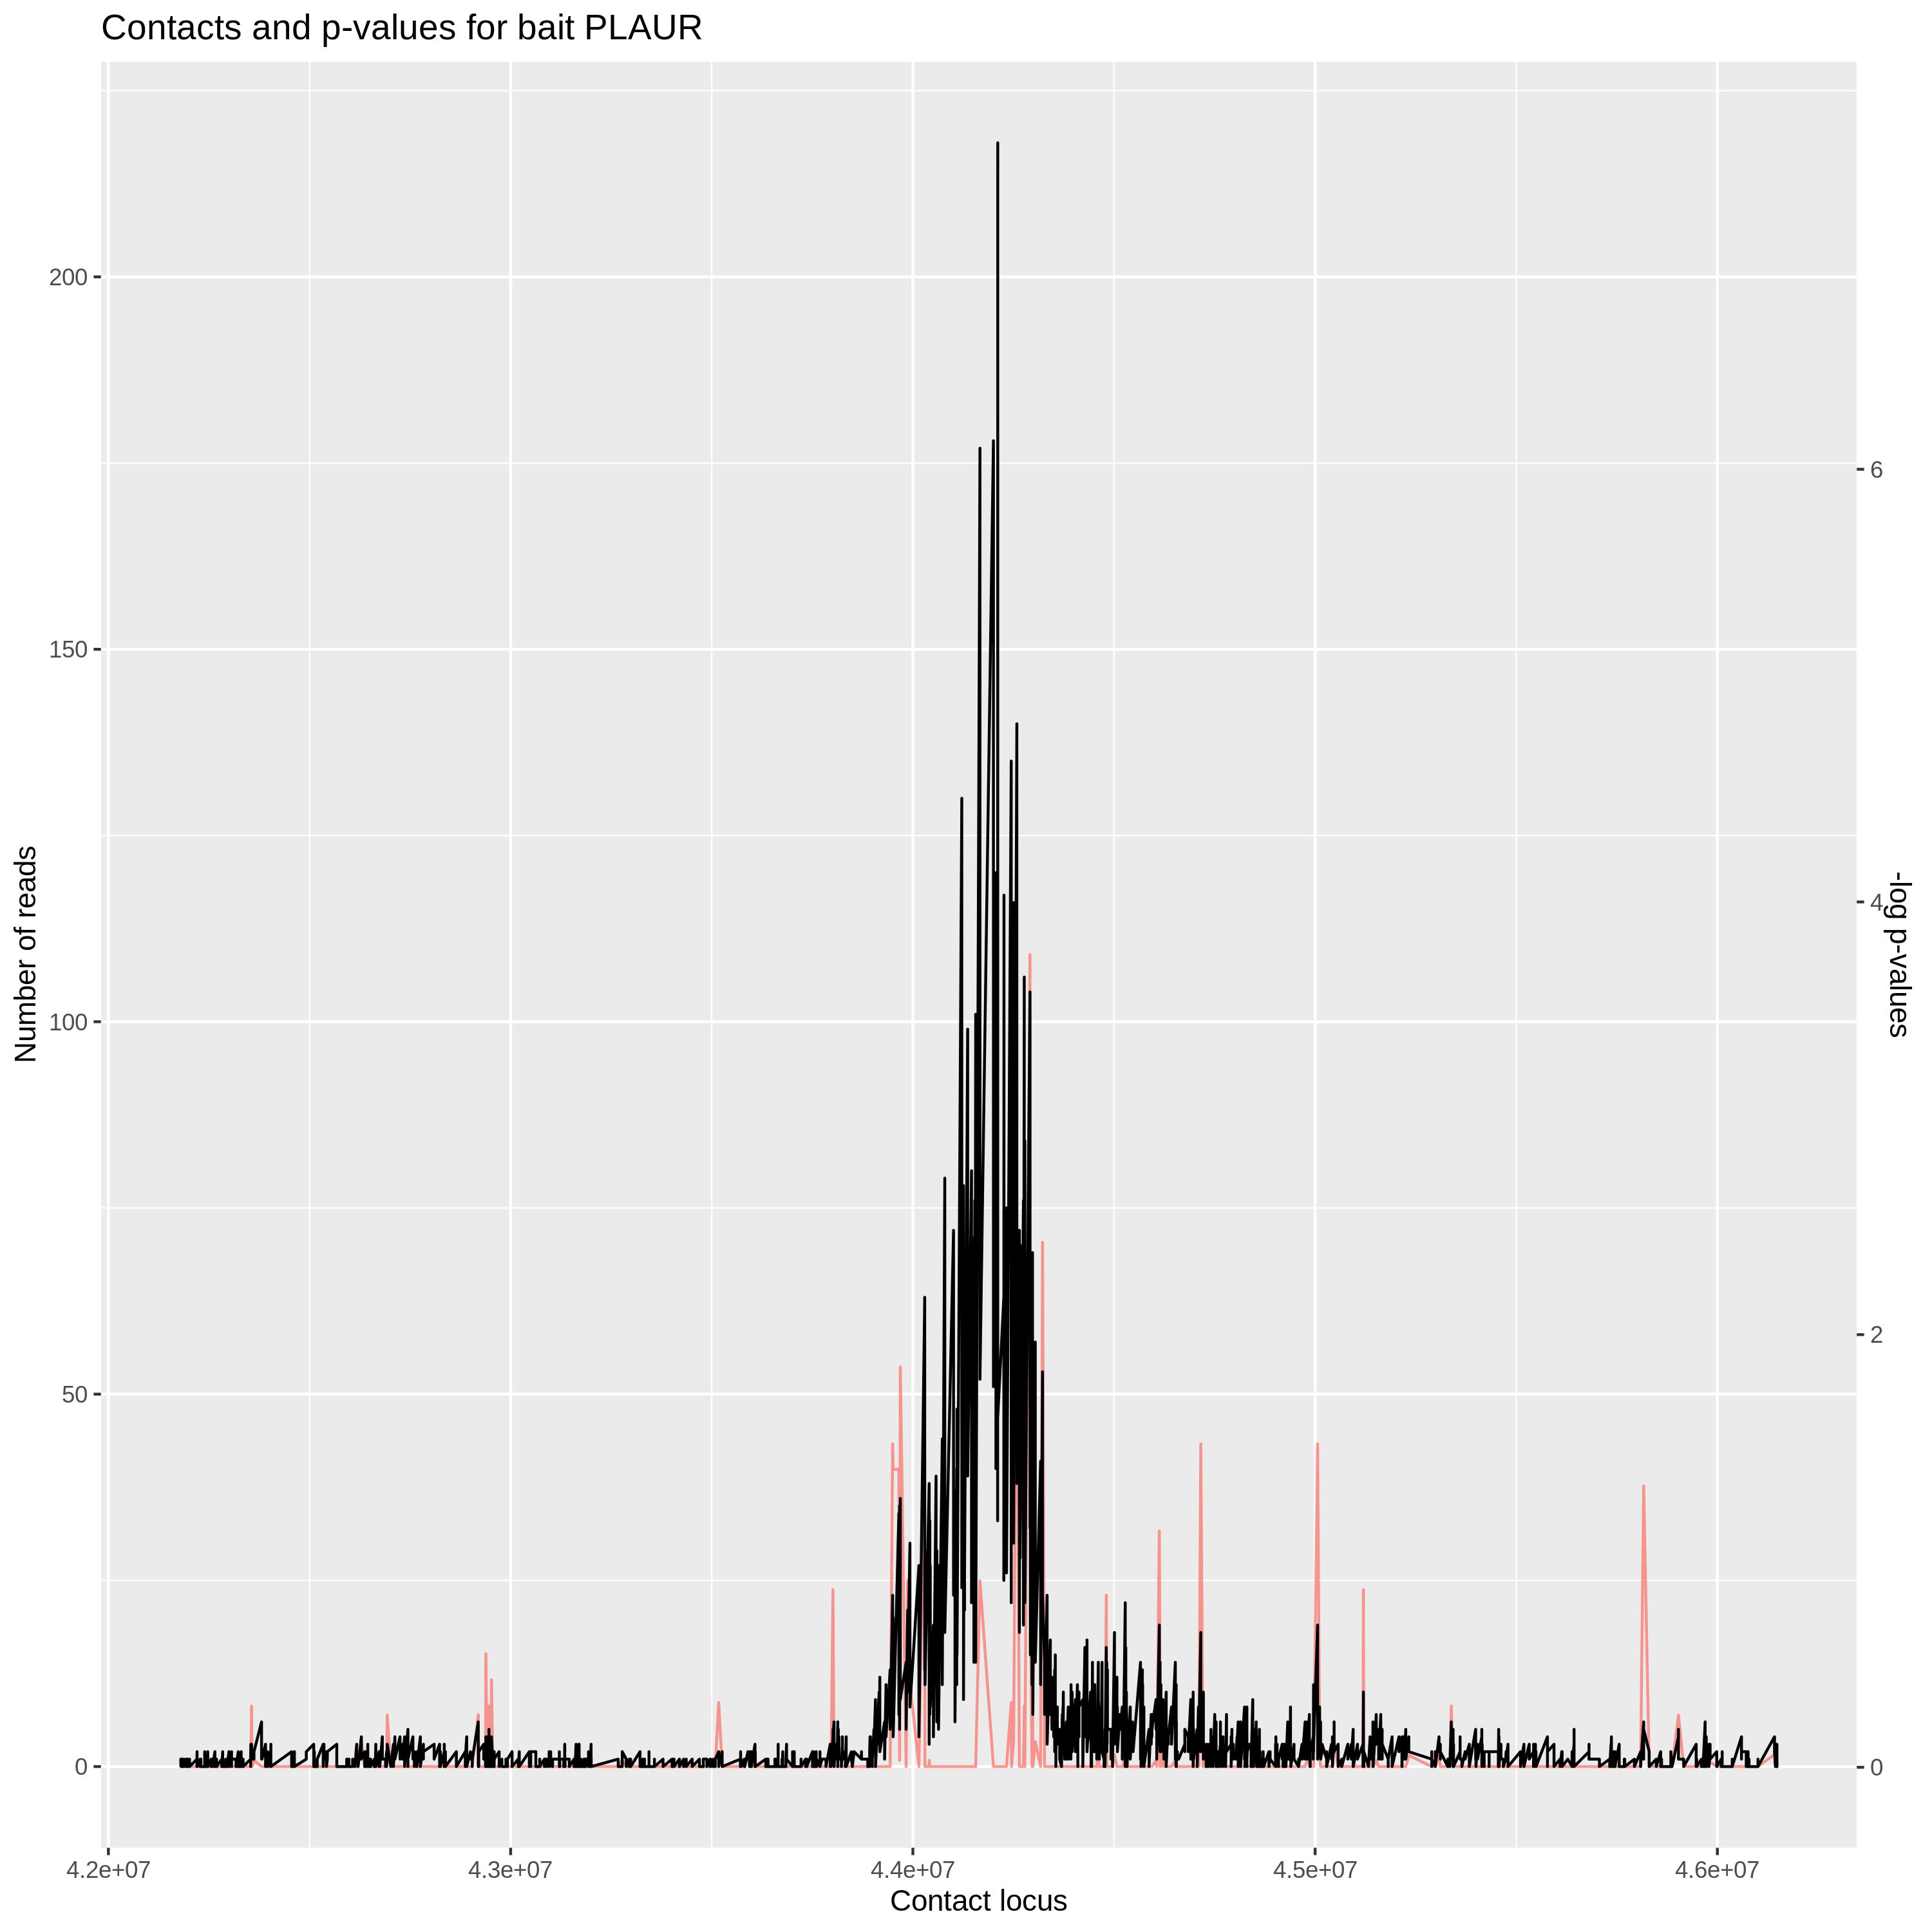 Contacts and p-values for bait PLAUR
200
150
100
50
0
Number of reads
6
4
2
0
-log p-values
4.2e+07
4.3e+07
4.4e+07
4.5e+07
4.6e+07
Contact locus